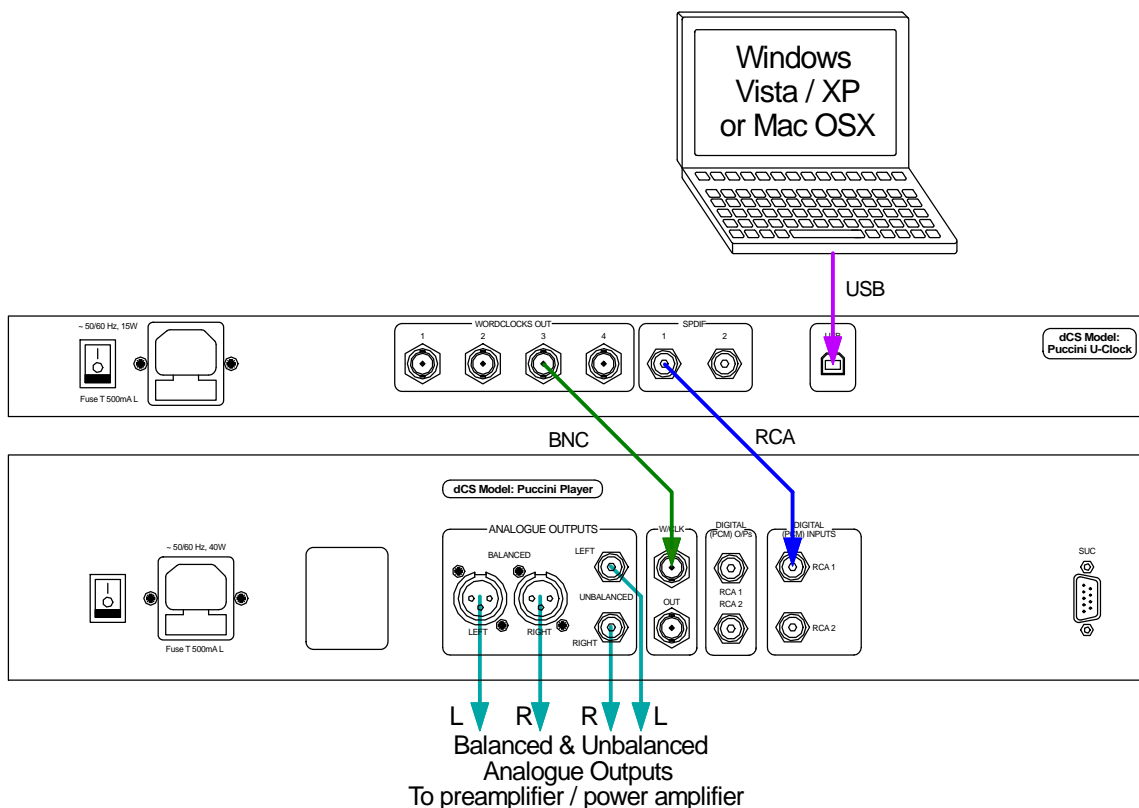 Windows
Vista / XP
or Mac OSX
USB
~ 50/60 Hz, 15W
Fuse T 500mA L
WORDCLOCKS OUT
1 2 3 4
SPDIF
1 2
dCS Model:
Puccini U-Clock
BNC
RCA
dCS Model: Puccini Player
~ 50/60 Hz, 40W
Fuse T 500mA L
ANALOGUE OUTPUTS
BALANCED
LEFT
RIGHT
LEFT
UNBALANCED
RIGHT
W/CLK
OUT
DIGITAL
(PCM) O/Ps
RCA 1
RCA 2
DIGITAL
(PCM) INPUTS
RCA 1
RCA 2
SUC
L R R L
Balanced & Unbalanced
Analogue Outputs
To preamplifier / power amplifier